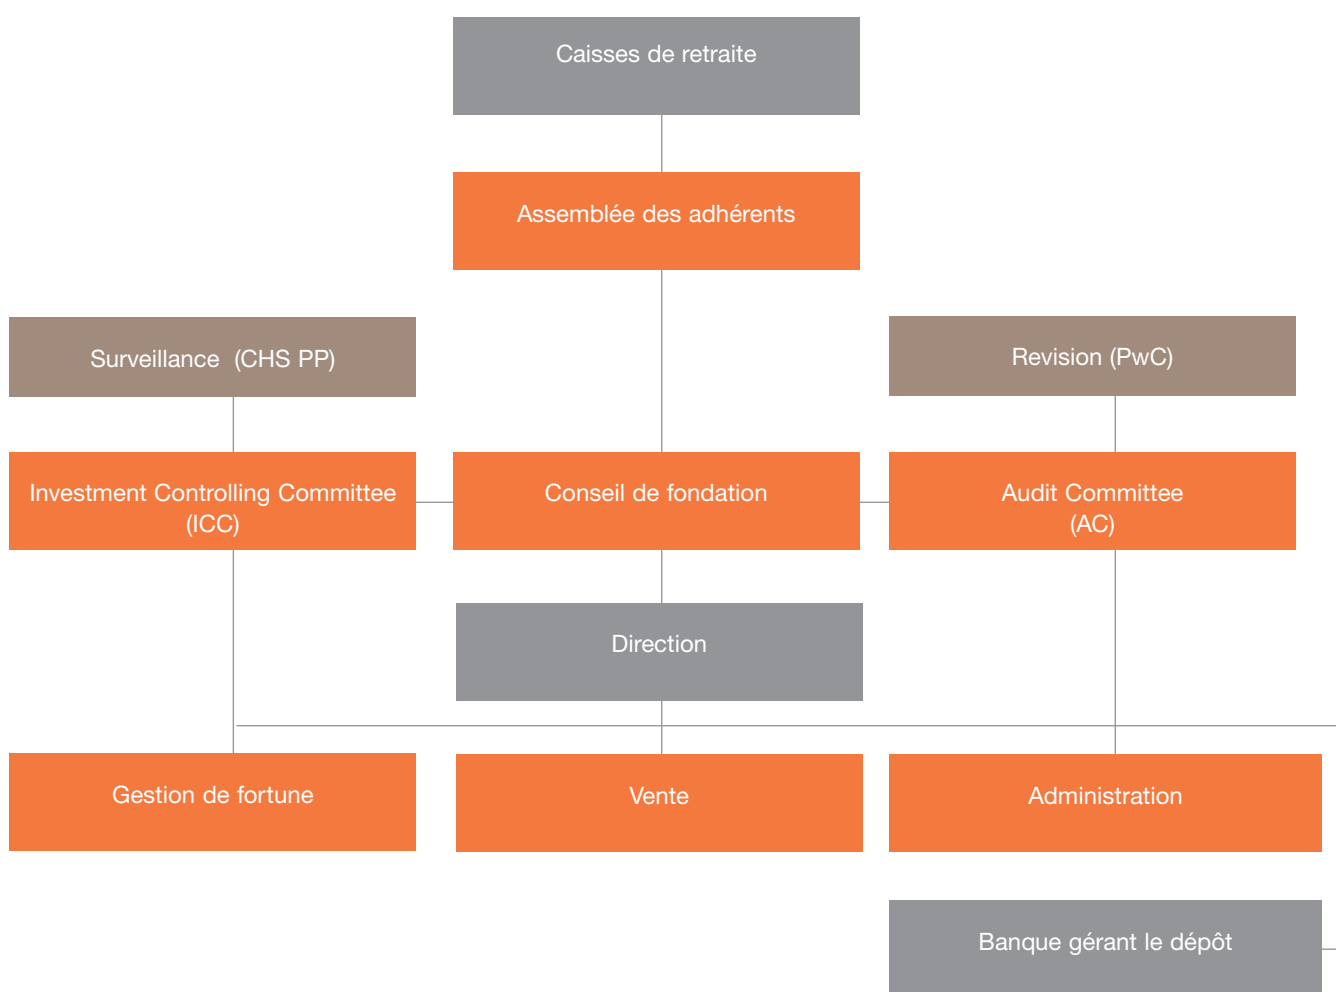 Caisses de retraite
Assemblée des adhérents
Surveillance (CHS PP)
Revision (PwC)
Investment Controlling Committee
(ICC)
Conseil de fondation
Audit Committee
(AC)
Direction
Gestion de fortune
Vente
Administration
Banque gérant le dépôt